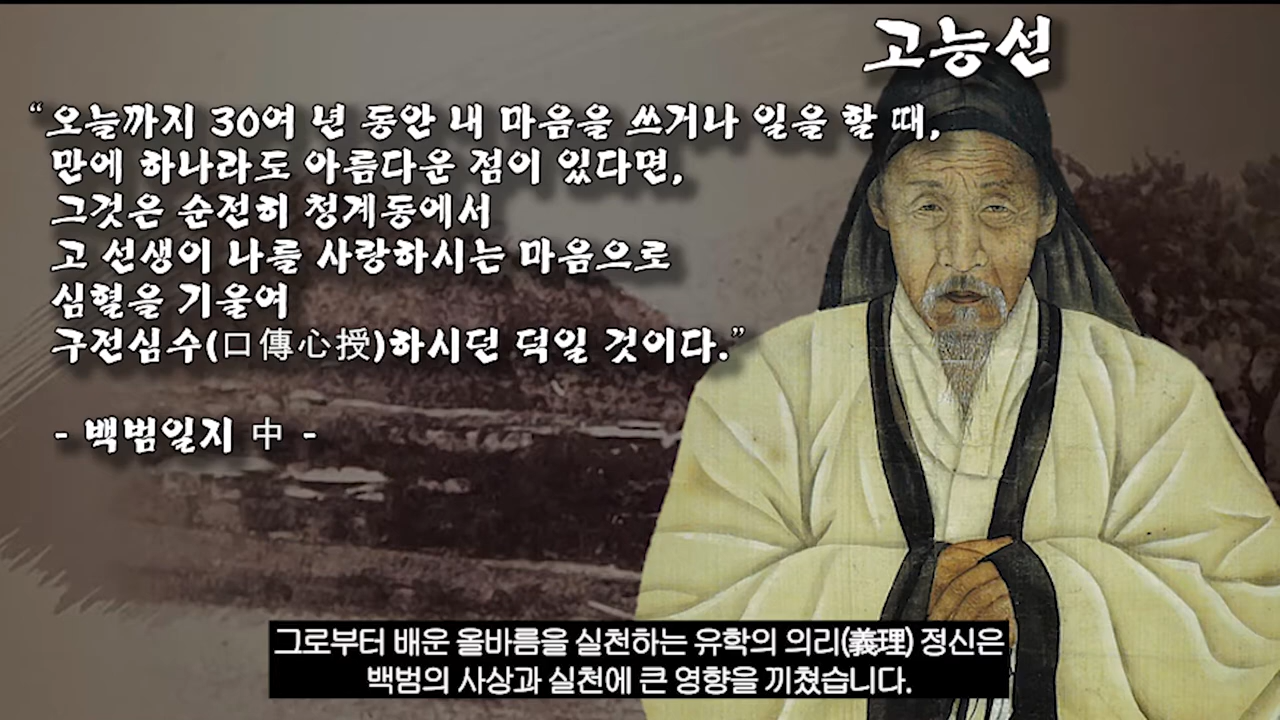 고능선
“오늘까지 30여 년 동안 내 마음을 쓰거나 일을 할 때,
만에 하나라도 아름다운 점이 있다면,
그것은 순전히 청계동에서
고 선생이 나를 사랑하시는 마음으로
심혈을 기울여
구전심수(口傳心授)하시던 덕일 것이다.”
- 백범일지 中 -
그로부터 배운 올바름을 실천하는 유학의 의리(義理) 정신은
백범의 사상과 실천에 큰 영향을 끼쳤습니다.